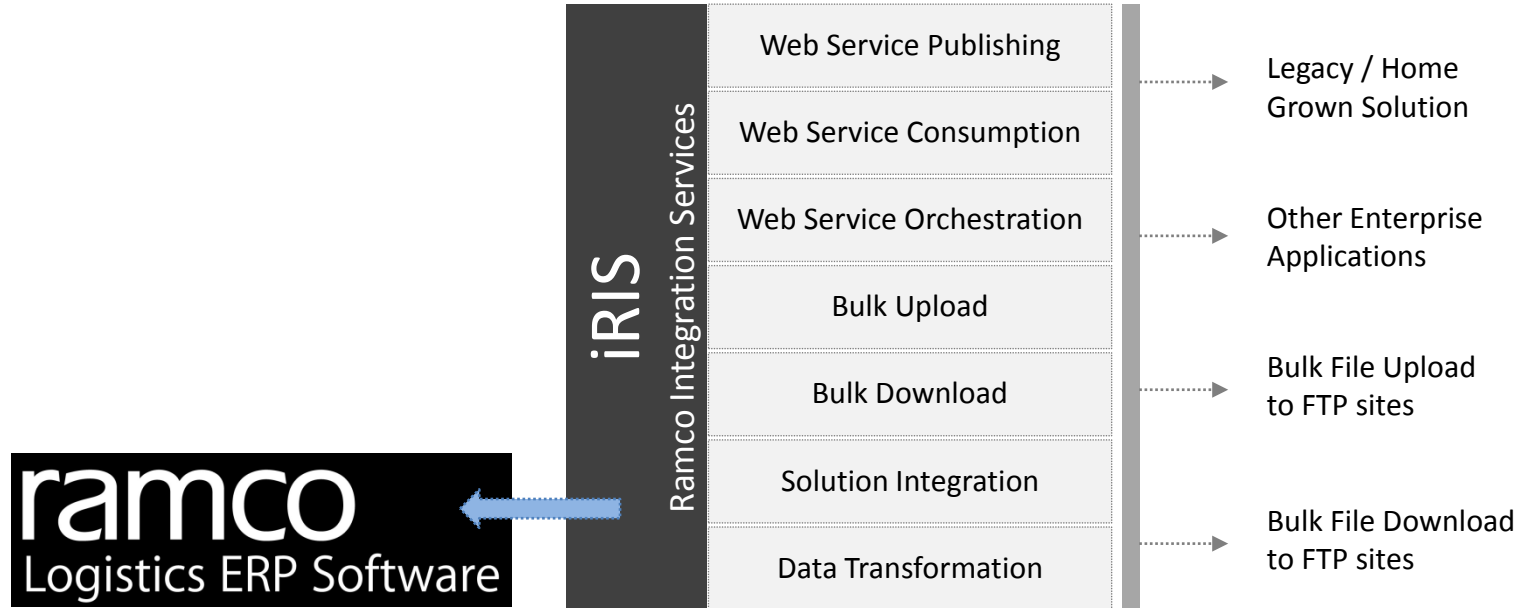 ramco
Logistics ERP Software
iRIS
Ramco Integration Services
Web Service Publishing
Web Service Consumption
Web Service Orchestration
Bulk Upload
Bulk Download
Solution Integration
Data Transformation
Legacy / Home
Grown Solution
Other Enterprise
Applications
Bulk File Upload
to FTP sites
Bulk File Download
to FTP sites